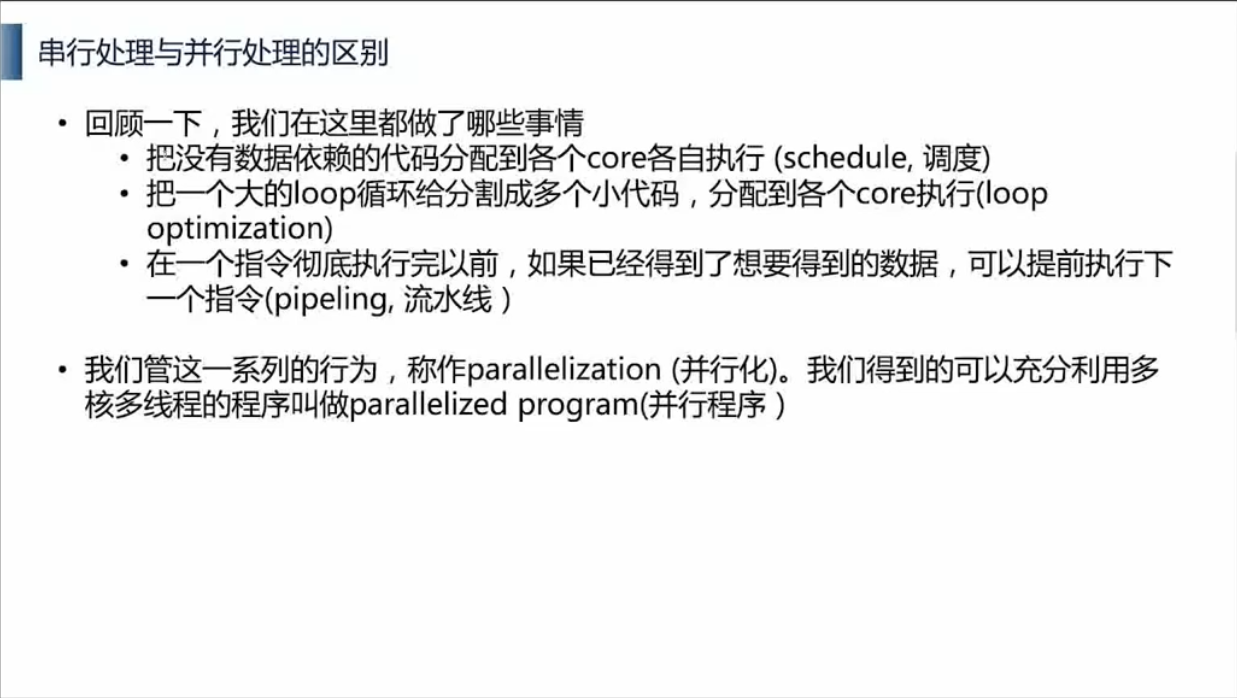 串行处理与并行处理的区别
• 回顾一下，我们在这里都做了哪些事情
• 把没有数据依赖的代码分配到各个core各自执行 (schedule, 调度)
• 把一个大的loop循环给分割成多个小代码，分配到各个core执行(loop
optimization)
• 在一个指令彻底执行完以前，如果已经得到了想要得到的数据，可以提前执行下
一个指令(pipeling, 流水线）
• 我们管这一系列的行为，称作parallelization (并行化)。我们得到的可以充分利用多
核多线程的程序叫做parallelized program(并行程序）